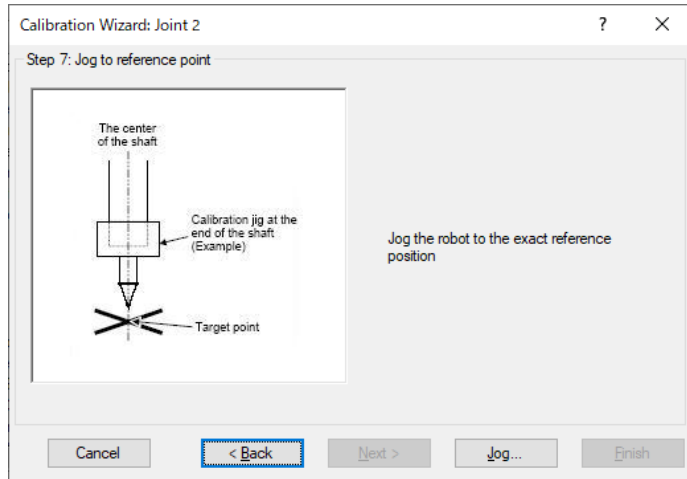 Calibration Wizard: Joint 2
?
Step 7: Jog to reference point
The center
of the shaft
Calibration jig at the
end of the shaft
(Example)
Target point
Jog the robot to the exact reference
position
Cancel
< Back
Next >
Jog...
Finish